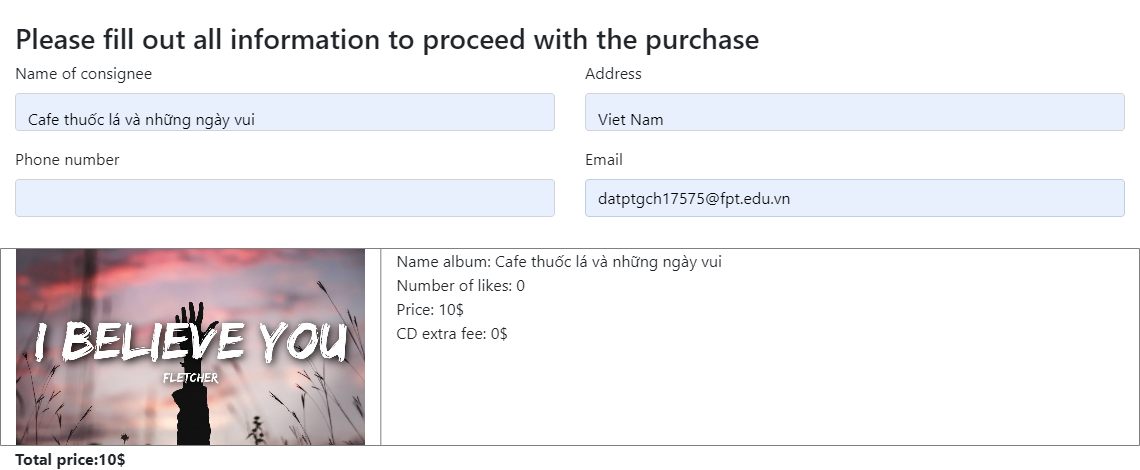 Please fill out all information to proceed with the purchase
Name of consignee
Address
Cafe thuốc lá và những ngày vui
Viet Nam
Phone number
Email
datptgch17575@fpt.edu.vn
I BELIEVE YOU
FLETCHER
Name album: Cafe thuốc lá và những ngày vui
Number of likes: 0
Price: 10$
CD extra fee: 0$
Total price:10$